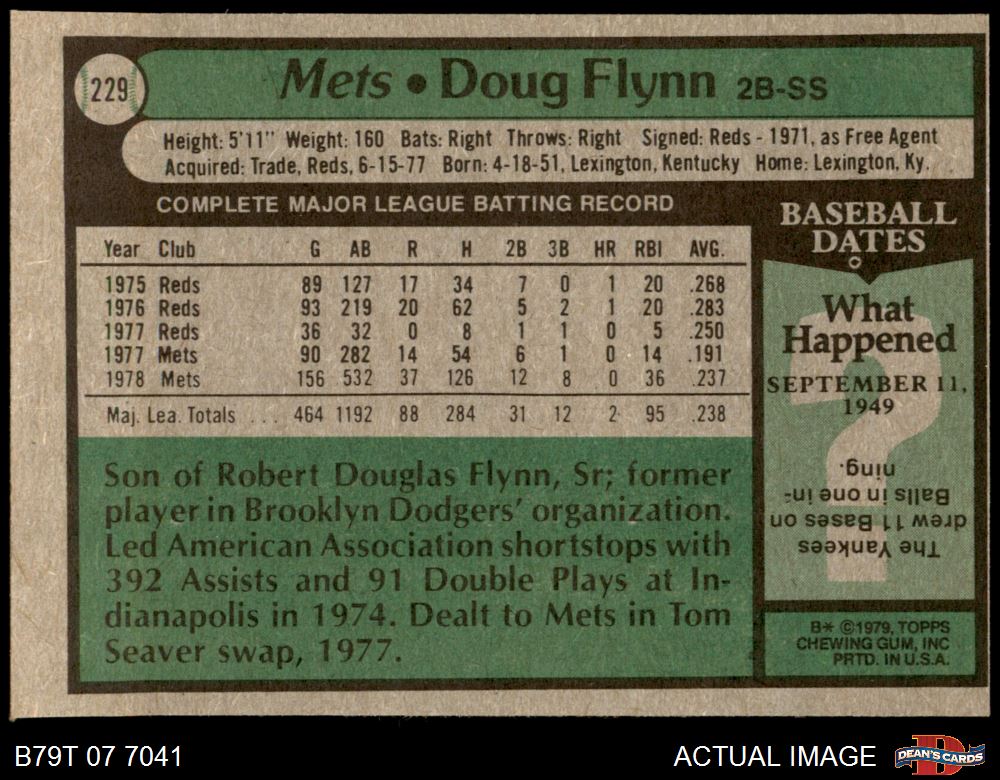 229
Mets • Doug Flynn 2B-SS
Height: 5'11" Weight: 160 Bats: Right Throws: Right Signed: Reds - 1971, as Free Agent
Acquired: Trade, Reds, 6-15-77 Born: 4-18-51, Lexington, Kentucky Home: Lexington, Ky.
COMPLETE MAJOR LEAGUE BATTING RECORD
Year Club G AB R H 2B 3B HR RBI AVG.
1975 Reds 89 127 17 34 7 0 1 20 .268
1976 Reds 93 219 20 62 5 2 1 20 .283
1977 Reds 36 32 0 8 1 1 0 5 .250
1977 Mets 90 282 14 54 6 1 0 14 .191
1978 Mets 156 532 37 126 12 8 0 36 .237
Maj. Lea. Totals . . . 464 1192 88 284 31 12 2 95 .238
Son of Robert Douglas Flynn, Sr; former
player in Brooklyn Dodgers' organization.
Led American Association shortstops with
392 Assists and 91 Double Plays at In-
dianapolis in 1974. Dealt to Mets in Tom
Seaver swap, 1977.
BASEBALL
DATES
What
Happened
SEPTEMBER 11,
1949
?
The Yankees
drew 11 Bases on
Balls in one in-
ning.
B* ©1979, TOPPS
CHEWING GUM, INC
PRTD. IN U.S.A.
B79T 07 7041
ACTUAL IMAGE
D
DEAN'S CARDS